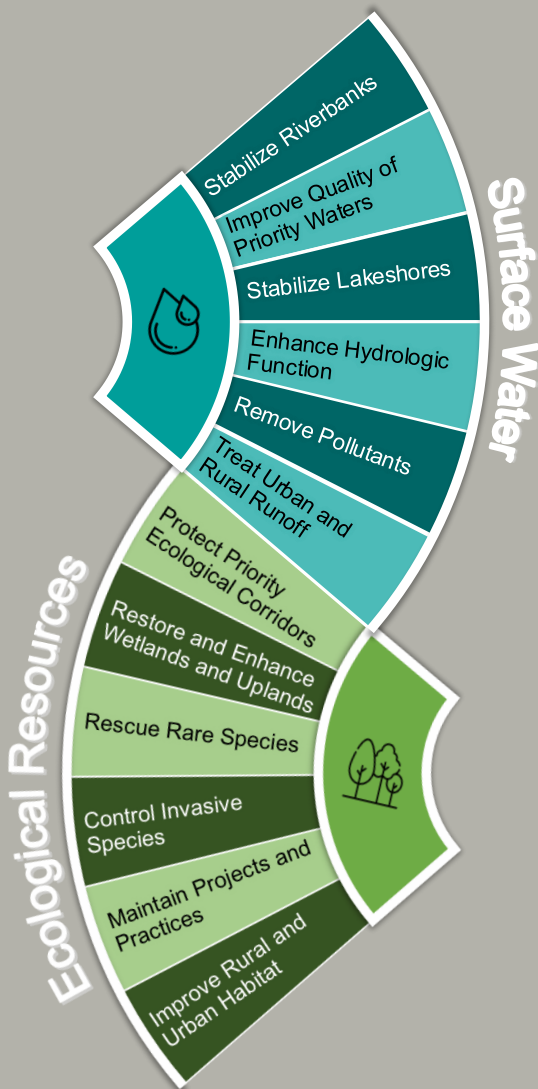 Surface Water
Stabilize Riverbanks
Improve Quality of
Priority Waters
Stabilize Lakeshores
Enhance Hydrologic
Function
Remove Pollutants
Treat Urban and
Rural Runoff
Ecological Resources
Protect Priority
Ecological Corridors
Restore and Enhance
Wetlands and Uplands
Rescue Rare Species
Control Invasive
Species
Maintain Projects and
Practices
Improve Rural and
Urban Habitat